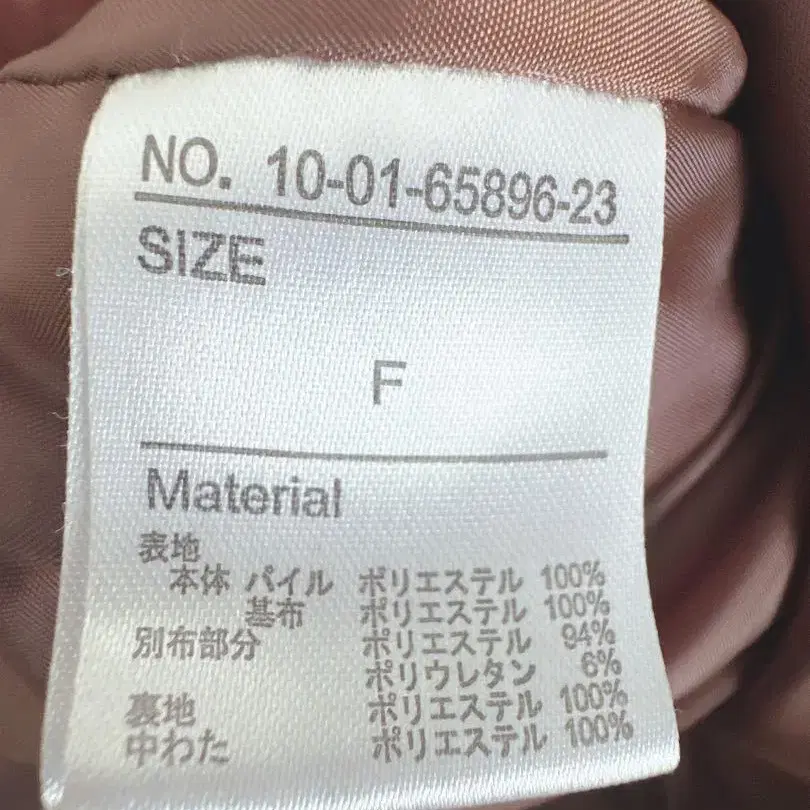 NO. 10-01-65896-23
SIZE
F
Material
表地
本体 パイル ポリエステル 100%
基布 ポリエステル 100%
別布部分 ポリエステル 94%
ポリウレタン 6%
裏地 ポリエステル 100%
中わた ポリエステル 100%